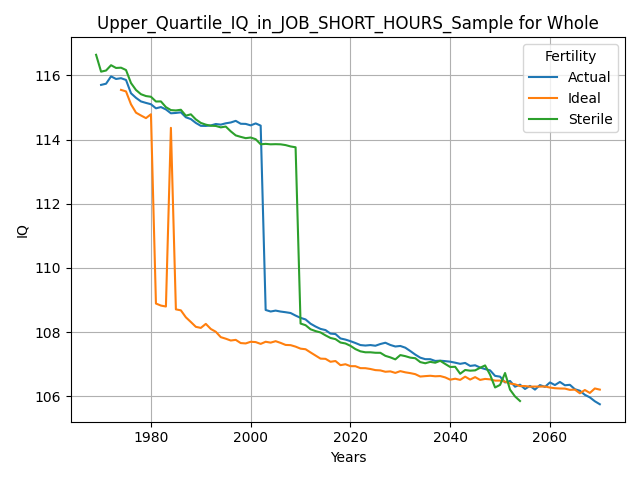 Upper_Quartile_IQ_in_JOB_SHORT_HOURS_Sample for Whole
Fertility
Actual
Ideal
Sterile
116
114
112
110
108
106
IQ
1980
2000
2020
2040
2060
Years